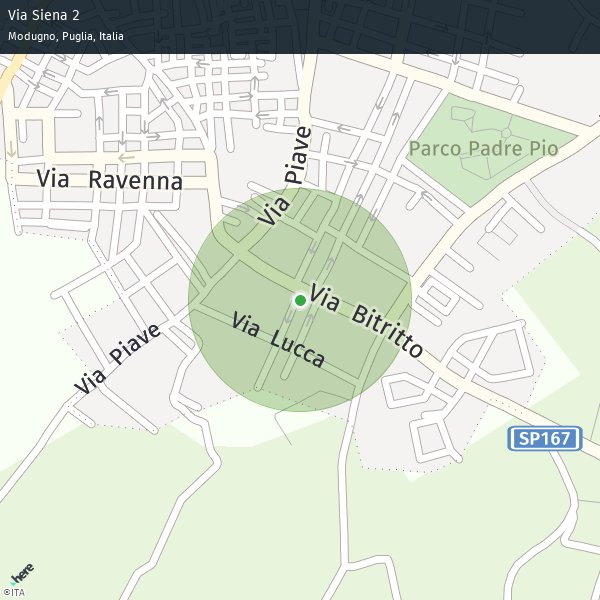 Via Siena 2
Modugno, Puglia, Italia
Via Piave
Parco Padre Pio
Via Ravenna
Via Bitritto
Via Lucca
Via Piave
SP167
here
©ITA